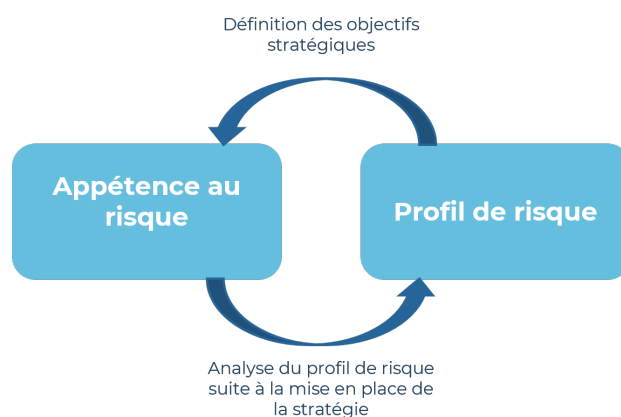 Définition des objectifs
stratégiques
Appétence au
risque
Profil de risque
Analyse du profil de risque
suite à la mise en place de
la stratégie